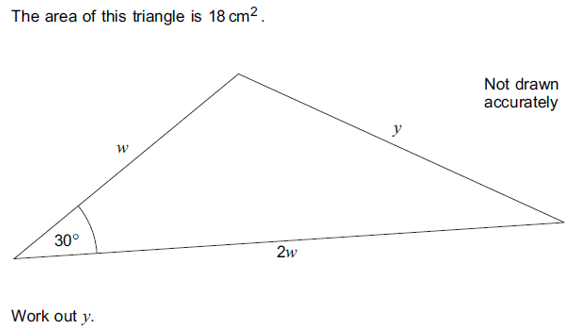 The area of this triangle is 18 cm².
Not drawn
accurately
y
w
30°
2w
Work out y.